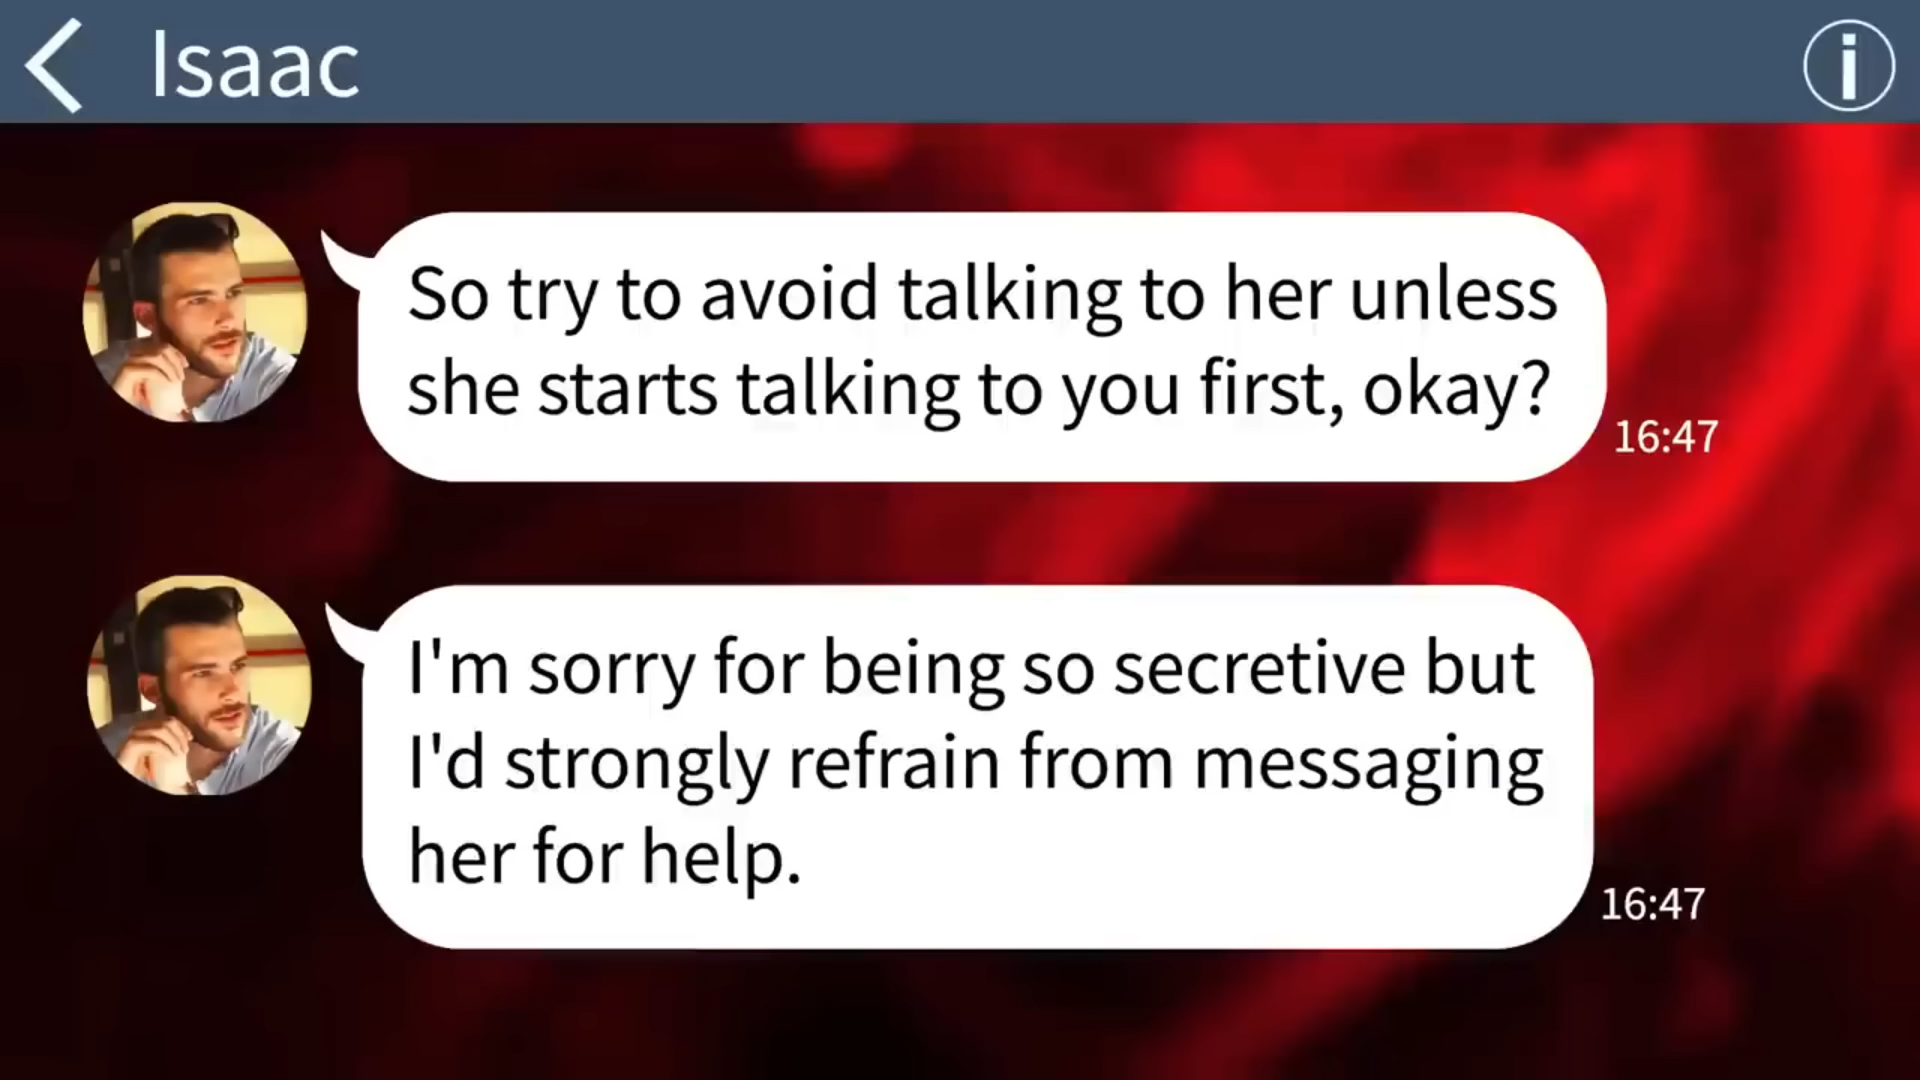 Isaac
So try to avoid talking to her unless
she starts talking to you first, okay?
16:47
I'm sorry for being so secretive but
I'd strongly refrain from messaging
her for help.
16:47